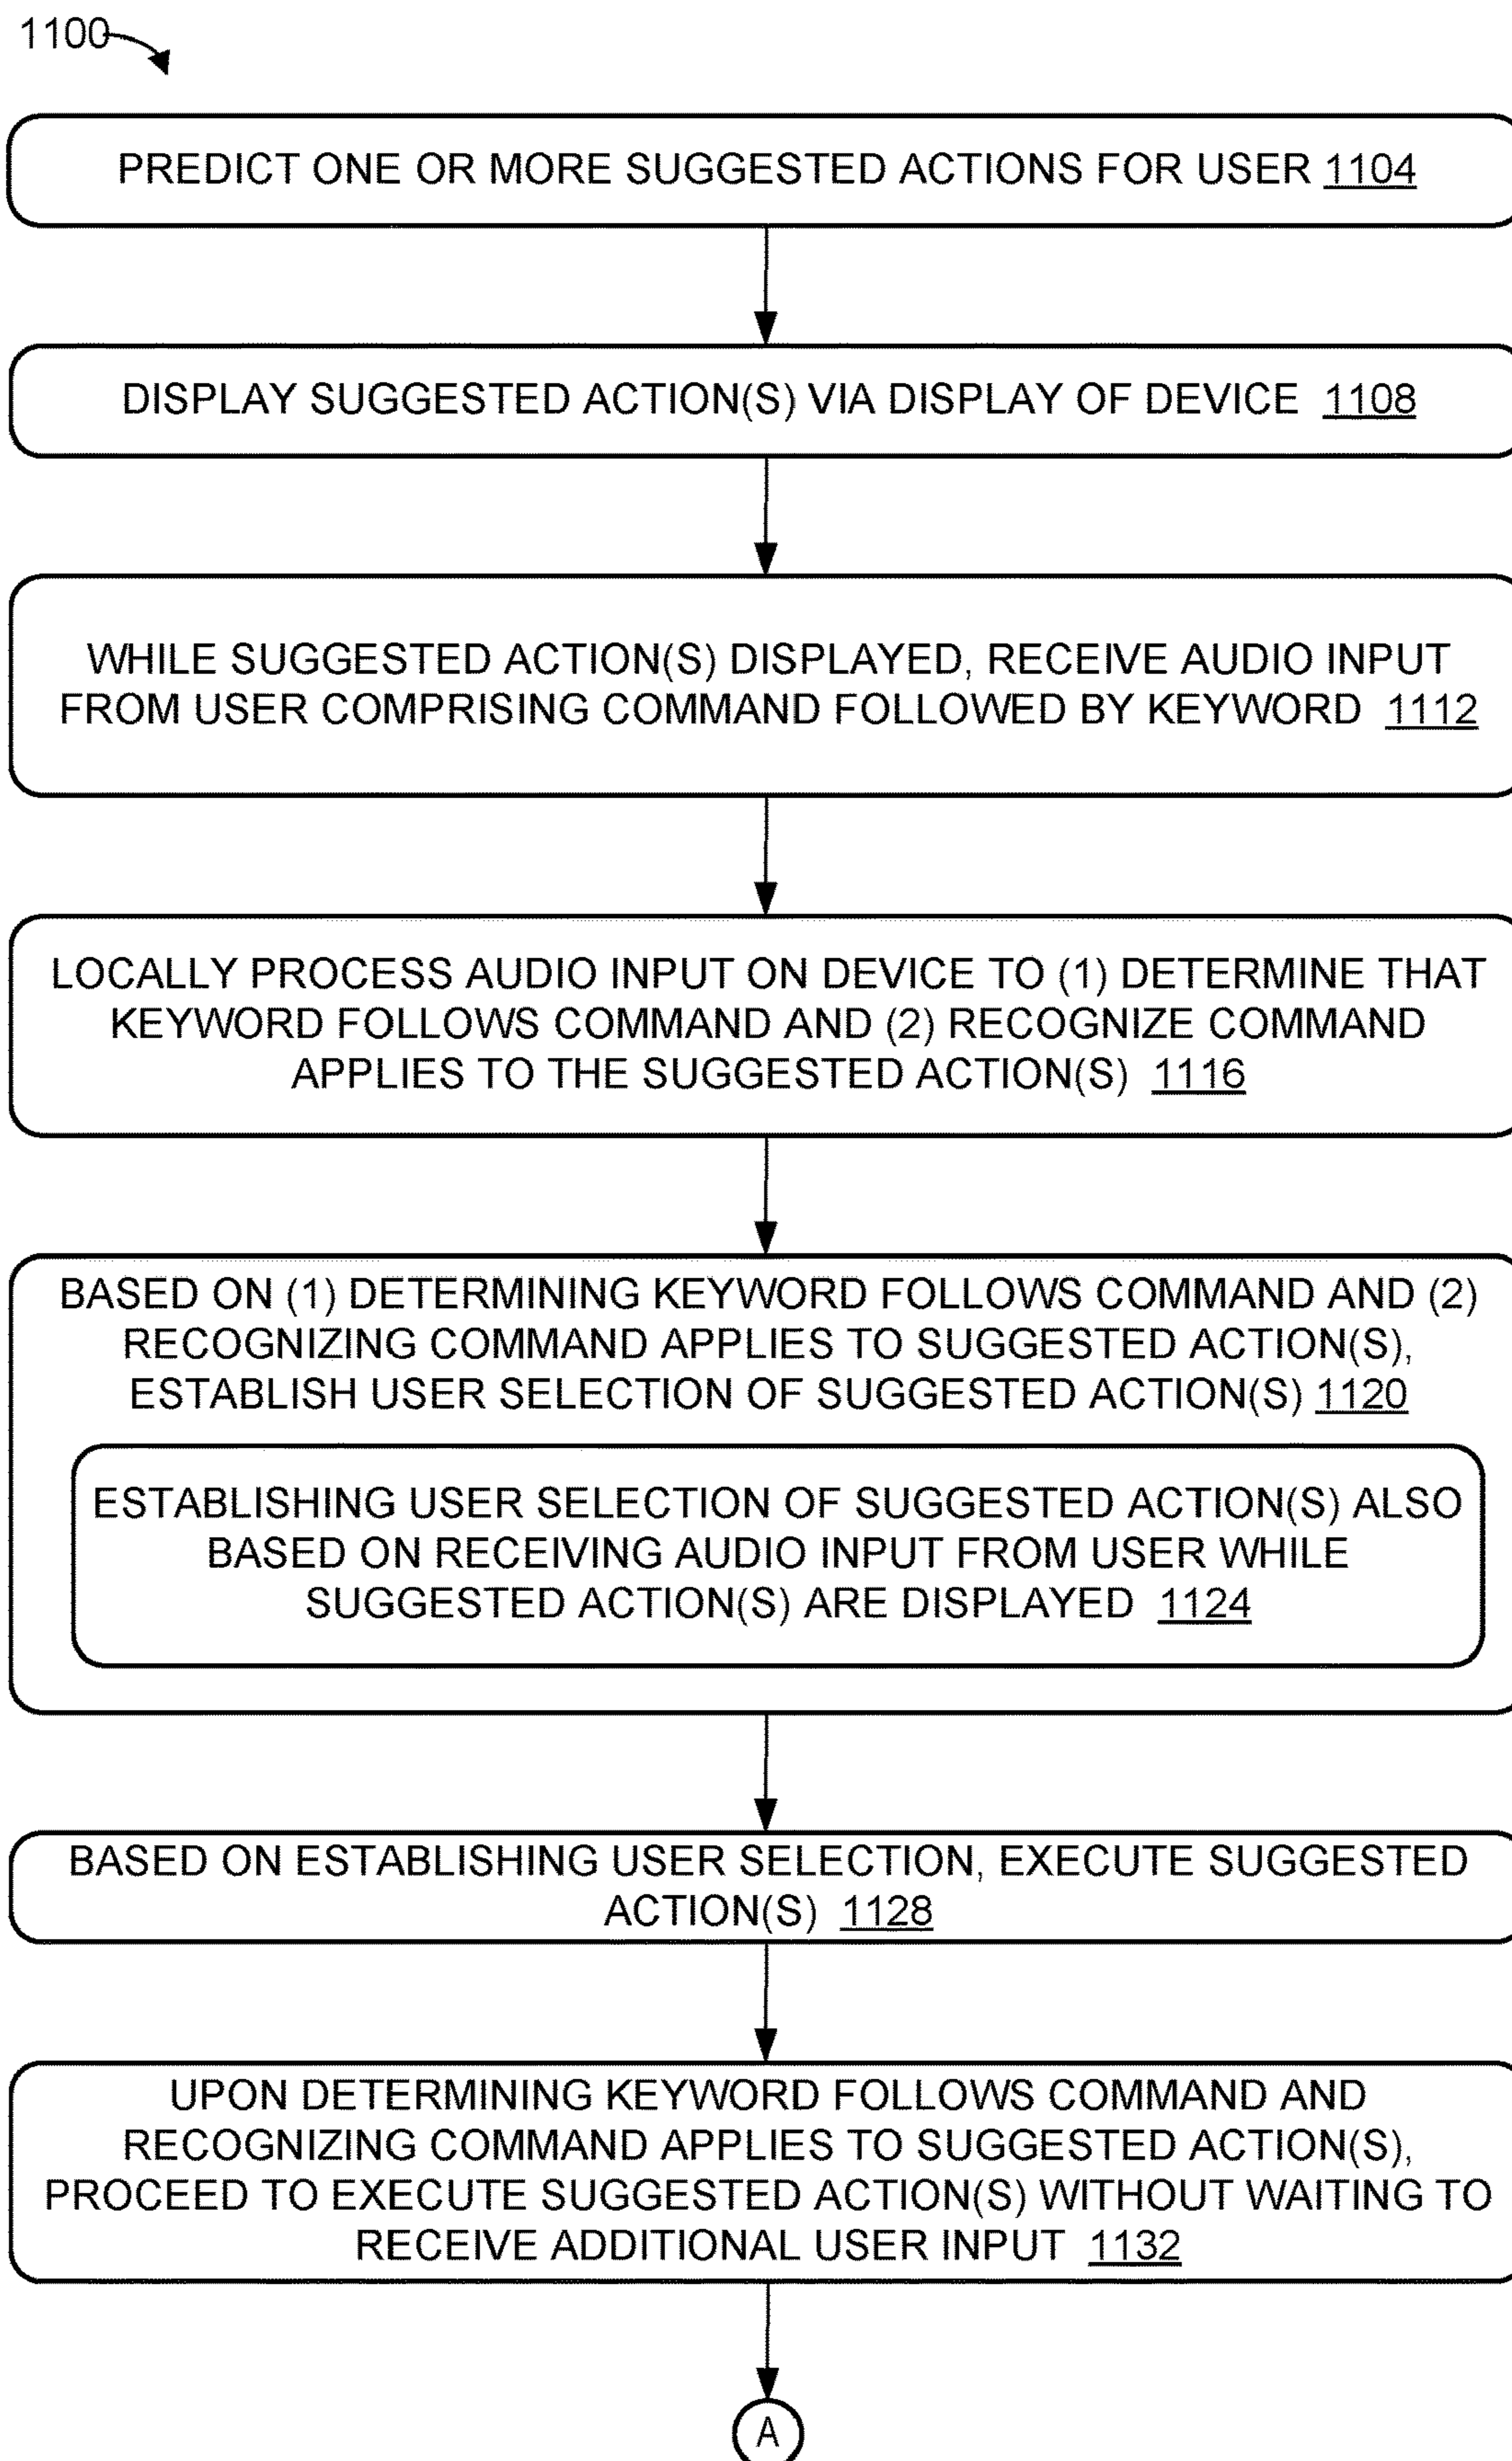 1100
PREDICT ONE OR MORE SUGGESTED ACTIONS FOR USER 1104
DISPLAY SUGGESTED ACTION(S) VIA DISPLAY OF DEVICE 1108
WHILE SUGGESTED ACTION(S) DISPLAYED, RECEIVE AUDIO INPUT
FROM USER COMPRISING COMMAND FOLLOWED BY KEYWORD 1112
LOCALLY PROCESS AUDIO INPUT ON DEVICE TO (1) DETERMINE THAT
KEYWORD FOLLOWS COMMAND AND (2) RECOGNIZE COMMAND
APPLIES TO THE SUGGESTED ACTION(S) 1116
BASED ON (1) DETERMINING KEYWORD FOLLOWS COMMAND AND (2)
RECOGNIZING COMMAND APPLIES TO SUGGESTED ACTION(S),
ESTABLISH USER SELECTION OF SUGGESTED ACTION(S) 1120
ESTABLISHING USER SELECTION OF SUGGESTED ACTION(S) ALSO
BASED ON RECEIVING AUDIO INPUT FROM USER WHILE
SUGGESTED ACTION(S) ARE DISPLAYED 1124
BASED ON ESTABLISHING USER SELECTION, EXECUTE SUGGESTED
ACTION(S) 1128
UPON DETERMINING KEYWORD FOLLOWS COMMAND AND
RECOGNIZING COMMAND APPLIES TO SUGGESTED ACTION(S),
PROCEED TO EXECUTE SUGGESTED ACTION(S) WITHOUT WAITING TO
RECEIVE ADDITIONAL USER INPUT 1132
A